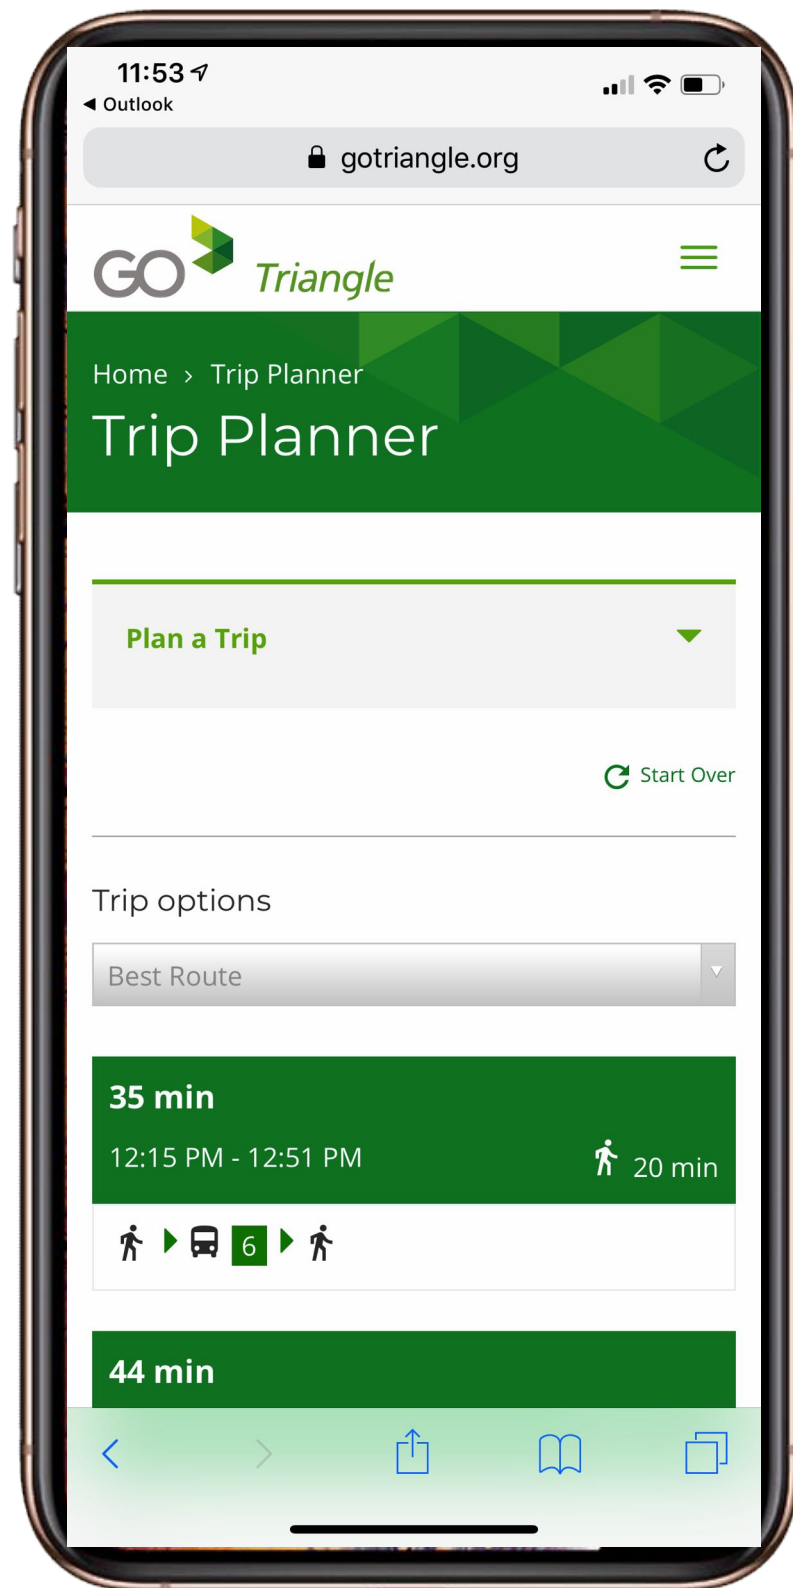 11:53
◀ Outlook
gotriangle.org
GO Triangle
Home › Trip Planner
Trip Planner
Plan a Trip
Start Over
Trip options
Best Route
35 min
12:15 PM - 12:51 PM 20 min
6
44 min